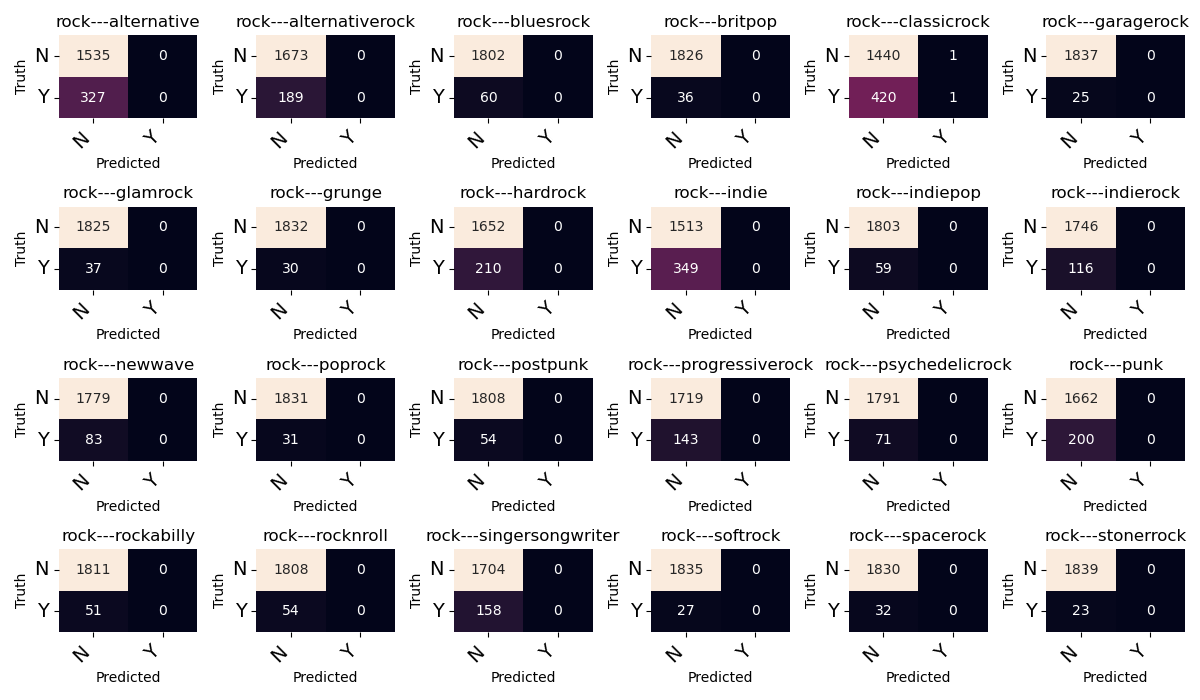 rock---alternative rock---alternativerock rock---bluesrock rock---britpop rock---classicrock rock---garagerock
Truth N 1535 0 Truth N 1673 0 Truth N 1802 0 Truth N 1826 0 Truth N 1440 1 Truth N 1837 0
Y 327 0 Y 189 0 Y 60 0 Y 36 0 Y 420 1 Y 25 0
N Y N Y N Y N Y N Y N Y
Predicted Predicted Predicted Predicted Predicted Predicted
rock---glamrock rock---grunge rock---hardrock rock---indie rock---indiepop rock---indierock
Truth N 1825 0 Truth N 1832 0 Truth N 1652 0 Truth N 1513 0 Truth N 1803 0 Truth N 1746 0
Y 37 0 Y 30 0 Y 210 0 Y 349 0 Y 59 0 Y 116 0
N Y N Y N Y N Y N Y N Y
Predicted Predicted Predicted Predicted Predicted Predicted
rock---newwave rock---poprock rock---postpunk rock---progressiverock rock---psychedelicrock rock---punk
Truth N 1779 0 Truth N 1831 0 Truth N 1808 0 Truth N 1719 0 Truth N 1791 0 Truth N 1662 0
Y 83 0 Y 31 0 Y 54 0 Y 143 0 Y 71 0 Y 200 0
N Y N Y N Y N Y N Y N Y
Predicted Predicted Predicted Predicted Predicted Predicted
rock---rockabilly rock---rocknroll rock---singersongwriter rock---softrock rock---spacerock rock---stonerrock
Truth N 1811 0 Truth N 1808 0 Truth N 1704 0 Truth N 1835 0 Truth N 1830 0 Truth N 1839 0
Y 51 0 Y 54 0 Y 158 0 Y 27 0 Y 32 0 Y 23 0
N Y N Y N Y N Y N Y N Y
Predicted Predicted Predicted Predicted Predicted Predicted